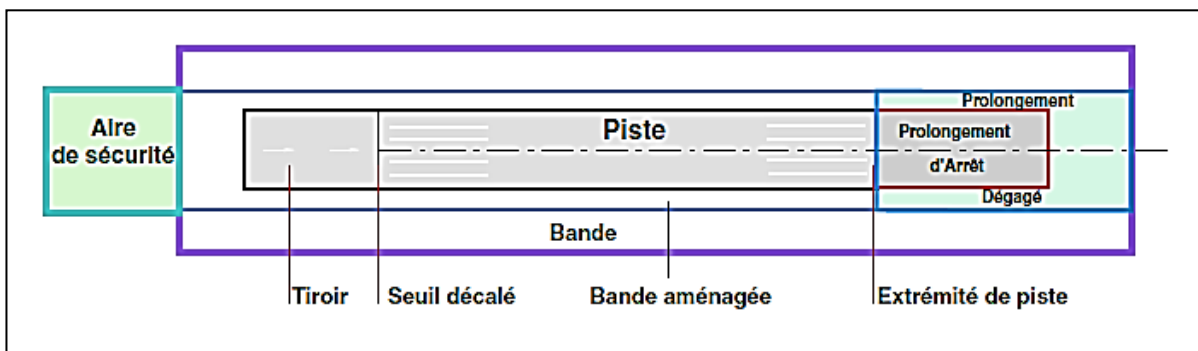 Aire
de sécurité
Piste
Prolongement
Prolongement
d'Arrêt
Dégagé
Bande
Tiroir
Seuil décalé
Bande aménagée
Extrémité de piste